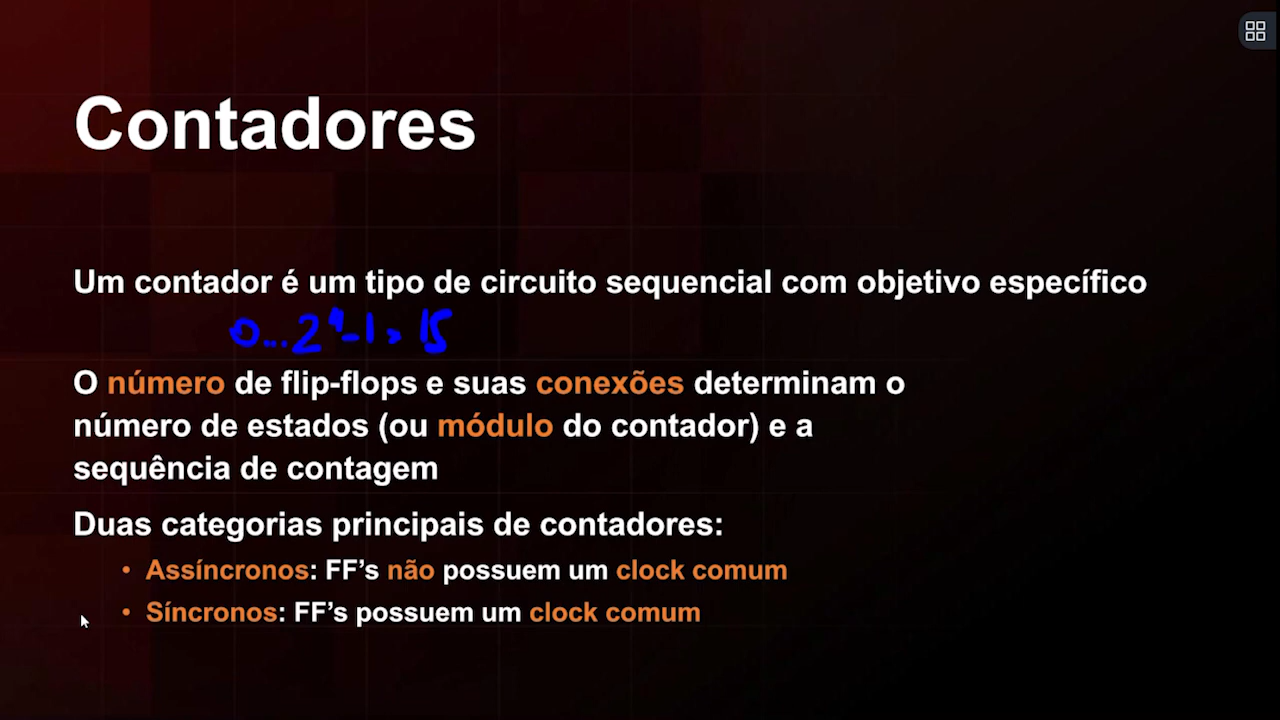 Contadores
Um contador é um tipo de circuito sequencial com objetivo específico
0...2⁴-1 = 15
O número de flip-flops e suas conexões determinam o
número de estados (ou módulo do contador) e a
sequência de contagem
Duas categorias principais de contadores:
• Assíncronos: FF’s não possuem um clock comum
• Síncronos: FF’s possuem um clock comum